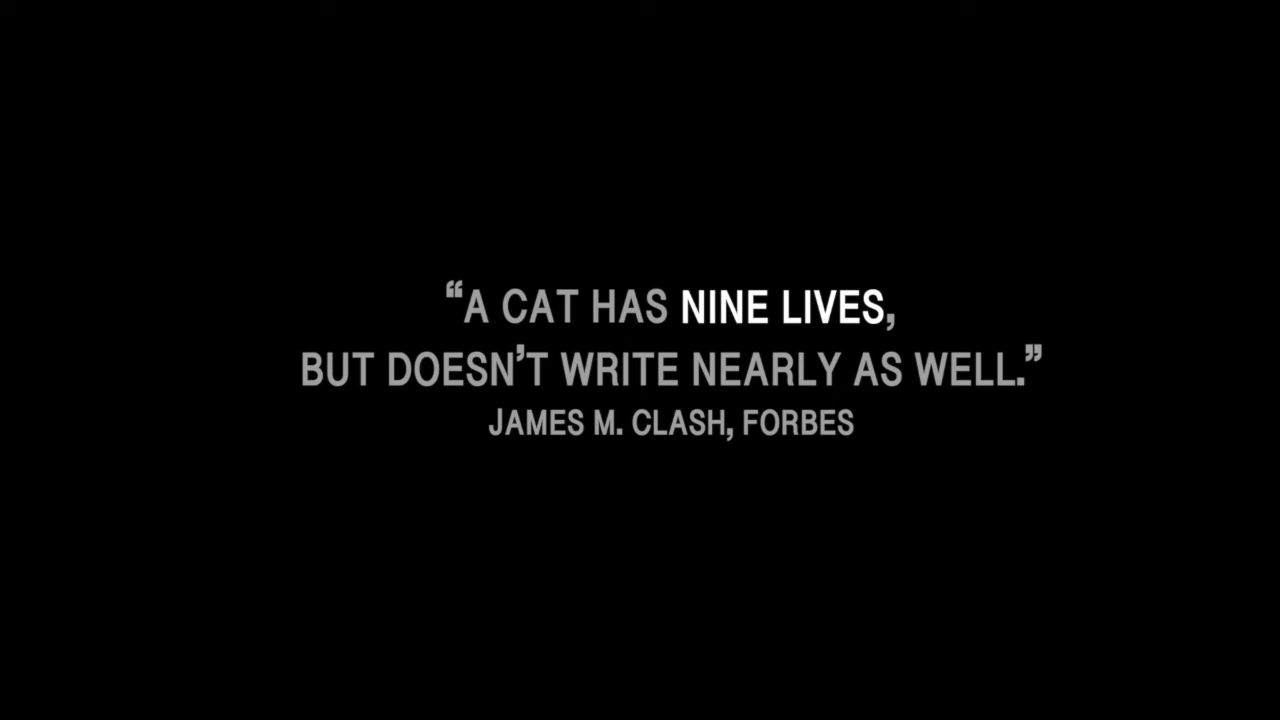 “A CAT HAS NINE LIVES,
BUT DOESN’T WRITE NEARLY AS WELL.”
JAMES M. CLASH, FORBES